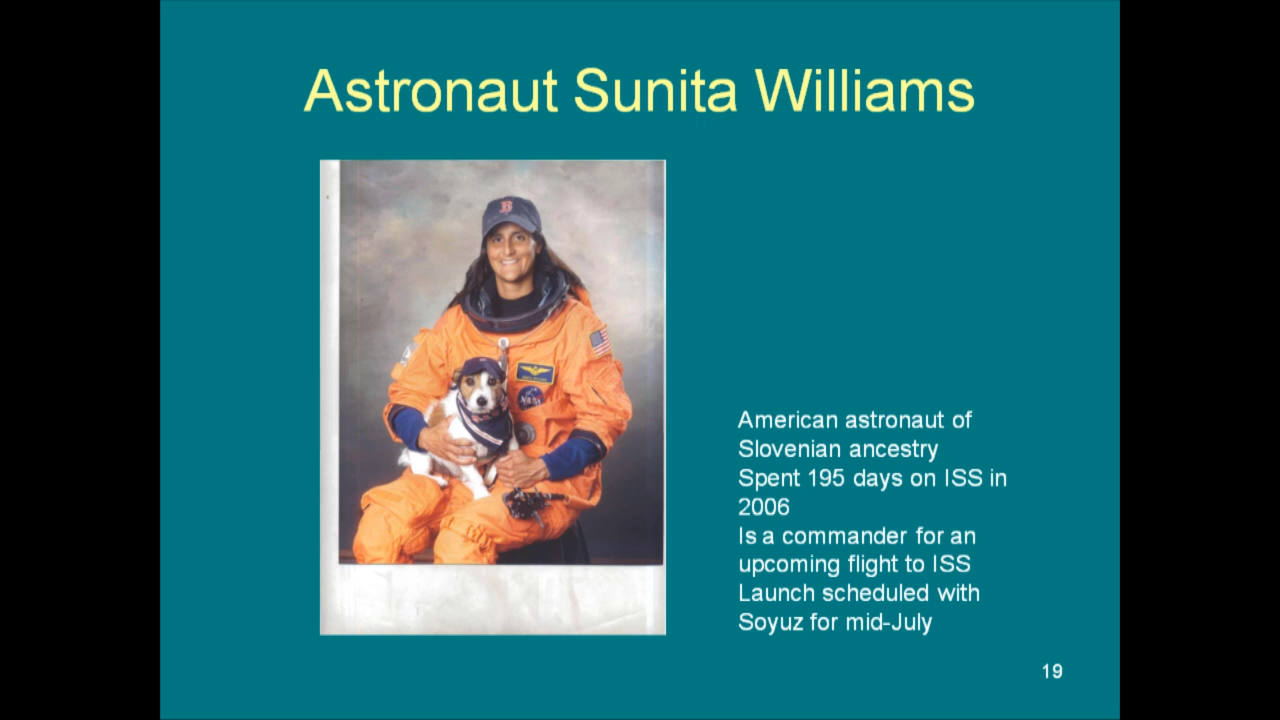 Astronaut Sunita Williams
B
NASA
American astronaut of
Slovenian ancestry
Spent 195 days on ISS in
2006
Is a commander for an
upcoming flight to ISS
Launch scheduled with
Soyuz for mid-July
19